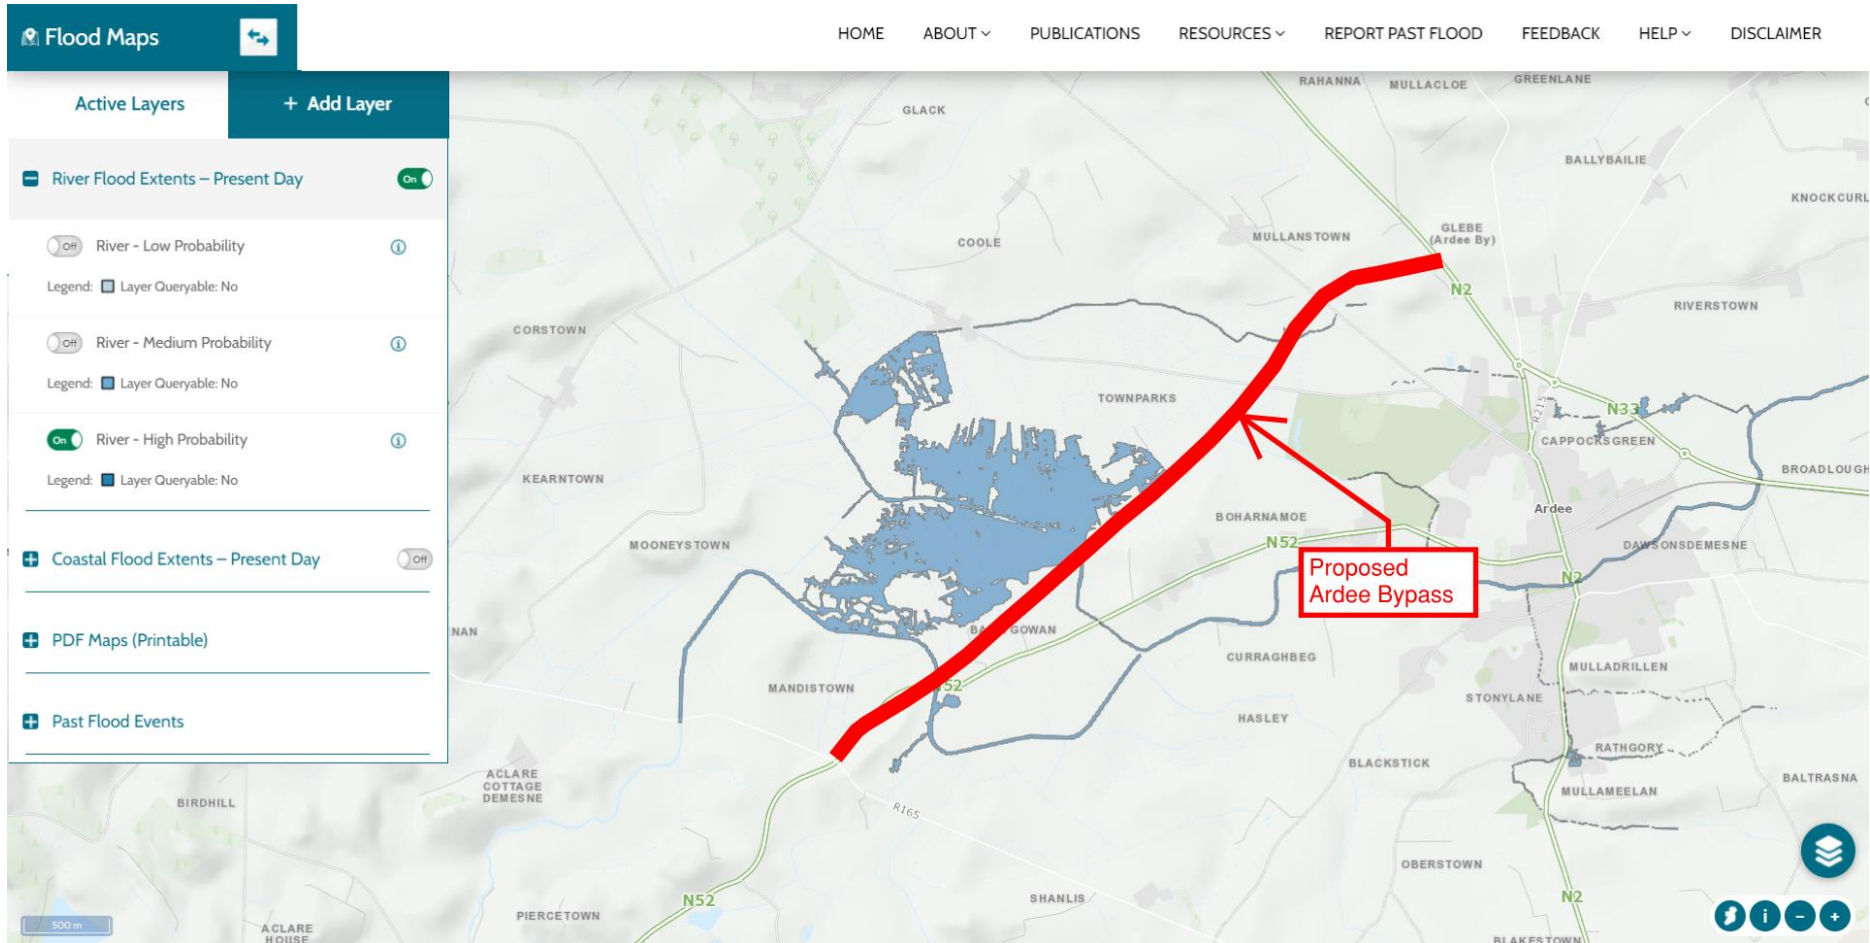 Flood Maps
HOME ABOUT PUBLICATIONS RESOURCES REPORT PAST FLOOD FEEDBACK HELP DISCLAIMER
Active Layers
+ Add Layer
River Flood Extents – Present Day
On
Off
River - Low Probability
Legend: Layer Queryable: No
Off
River - Medium Probability
Legend: Layer Queryable: No
On
River - High Probability
Legend: Layer Queryable: No
Coastal Flood Extents – Present Day
Off
PDF Maps (Printable)
Past Flood Events
RAHANNA
MULLACLOE
GREENLANE
GLACK
BALLYBAILIE
KNOCKCURL
COOLE
MULLANSTOWN
GLEBE
(Ardee By)
N2
RIVERSTOWN
CORSTOWN
TOWNPARKS
R215
N33
CAPPOCKSGREEN
BROADLOUGH
KEARNTOWN
BOHARNAMOE
Ardee
MOONEYSTOWN
N52
DAWSONSDEMESNE
Proposed
Ardee Bypass
N2
NAN
GOWAN
CURRAGHBEG
MULLADRILLEN
MANDISTOWN
52
STONYLANE
HASLEY
RATHGORY
BLACKSTICK
ACLARE
COTTAGE
DEMESNE
BALTRASNA
MULLAMEELAN
BIRDHILL
R165
OBERSTOWN
N52
SHANLIS
N2
PIERCETOWN
500 m
ACLARE
HOUSE
BLAKESTOWN
i - +